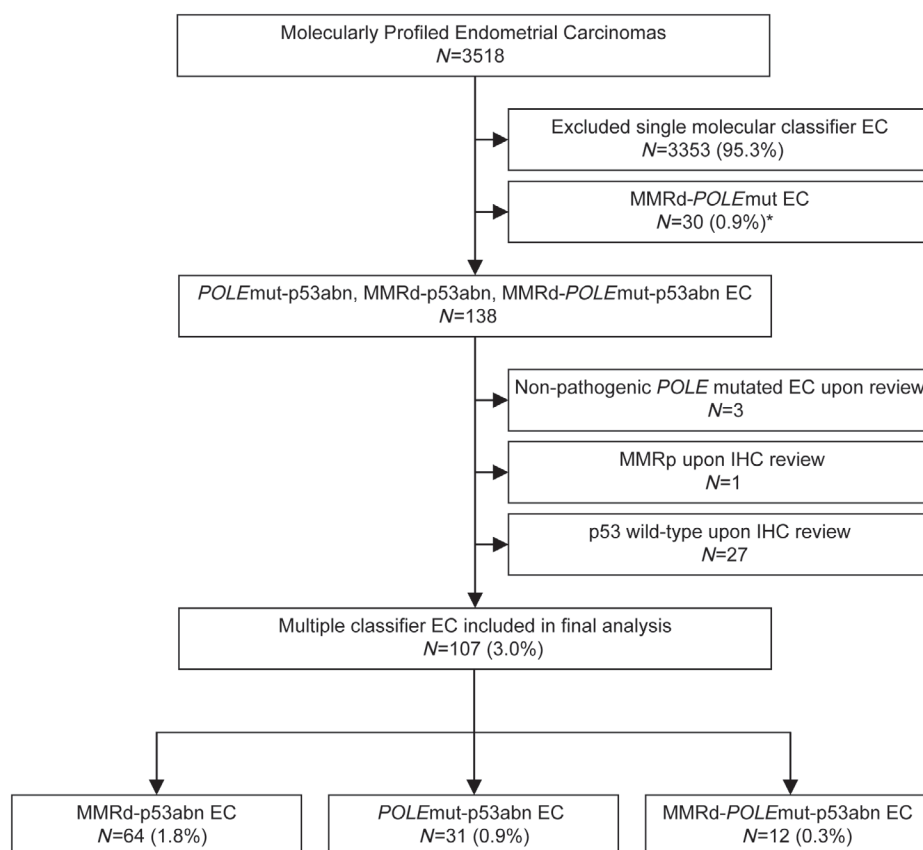 Molecularly Profiled Endometrial Carcinomas
N=3518
Excluded single molecular classifier EC
N=3353 (95.3%)
MMRd-POLEmut EC
N=30 (0.9%)*
POLEmut-p53abn, MMRd-p53abn, MMRd-POLEmut-p53abn EC
N=138
Non-pathogenic POLE mutated EC upon review
N=3
MMRp upon IHC review
N=1
p53 wild-type upon IHC review
N=27
Multiple classifier EC included in final analysis
N=107 (3.0%)
MMRd-p53abn EC
N=64 (1.8%)
POLEmut-p53abn EC
N=31 (0.9%)
MMRd-POLEmut-p53abn EC
N=12 (0.3%)